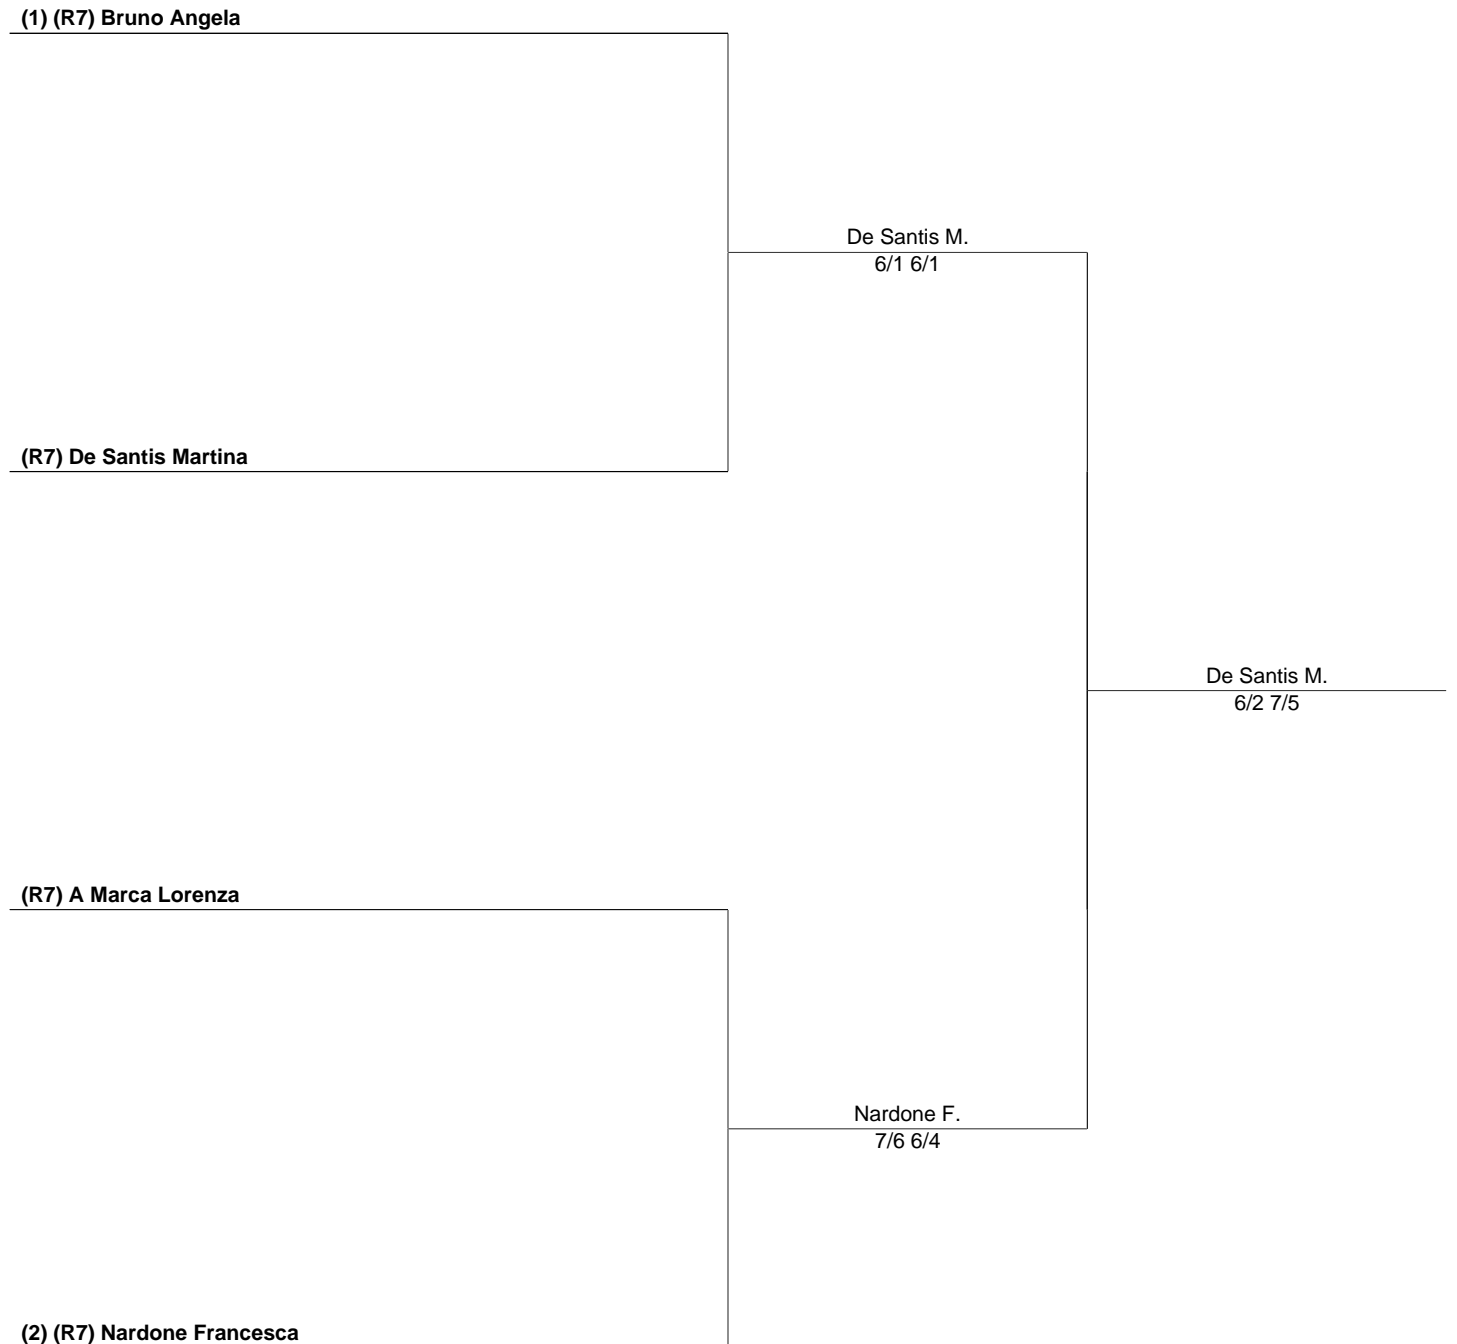 (1) (R7) Bruno Angela
De Santis M.
6/1 6/1
(R7) De Santis Martina
De Santis M.
6/2 7/5
(R7) A Marca Lorenza
Nardone F.
7/6 6/4
(2) (R7) Nardone Francesca